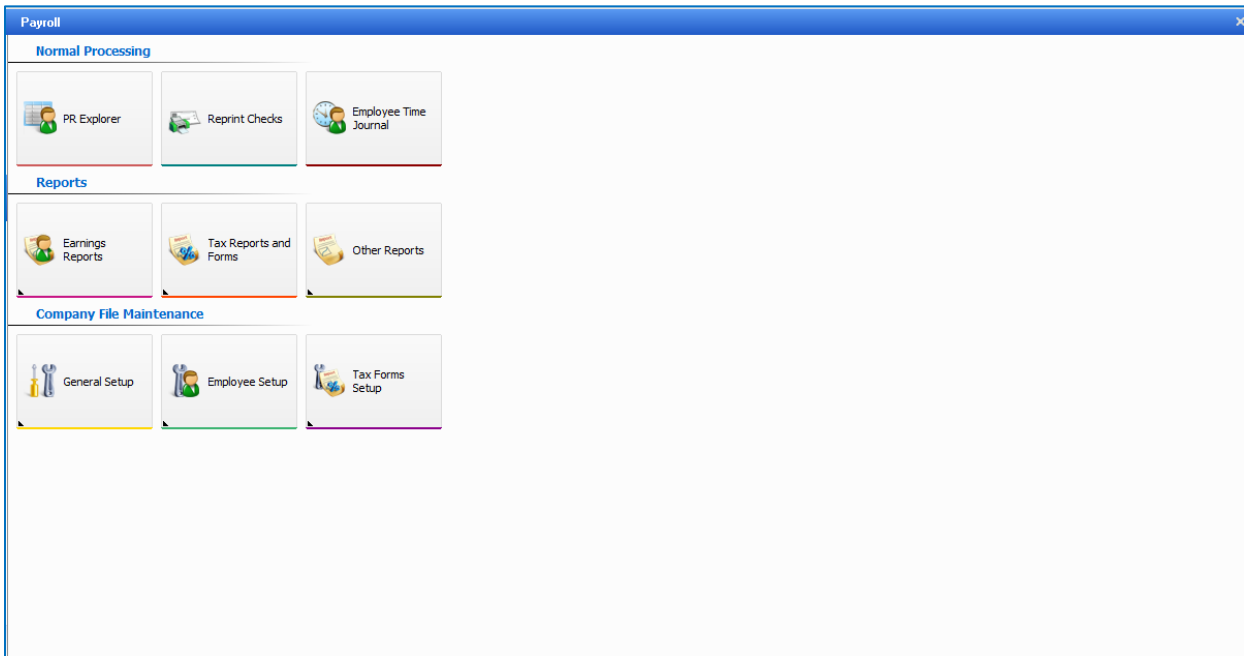 Payroll
Normal Processing
PR Explorer
Reprint Checks
Employee Time
Journal
Reports
Earnings
Reports
Tax Reports and
Forms
Other Reports
Company File Maintenance
General Setup
Employee Setup
Tax Forms
Setup